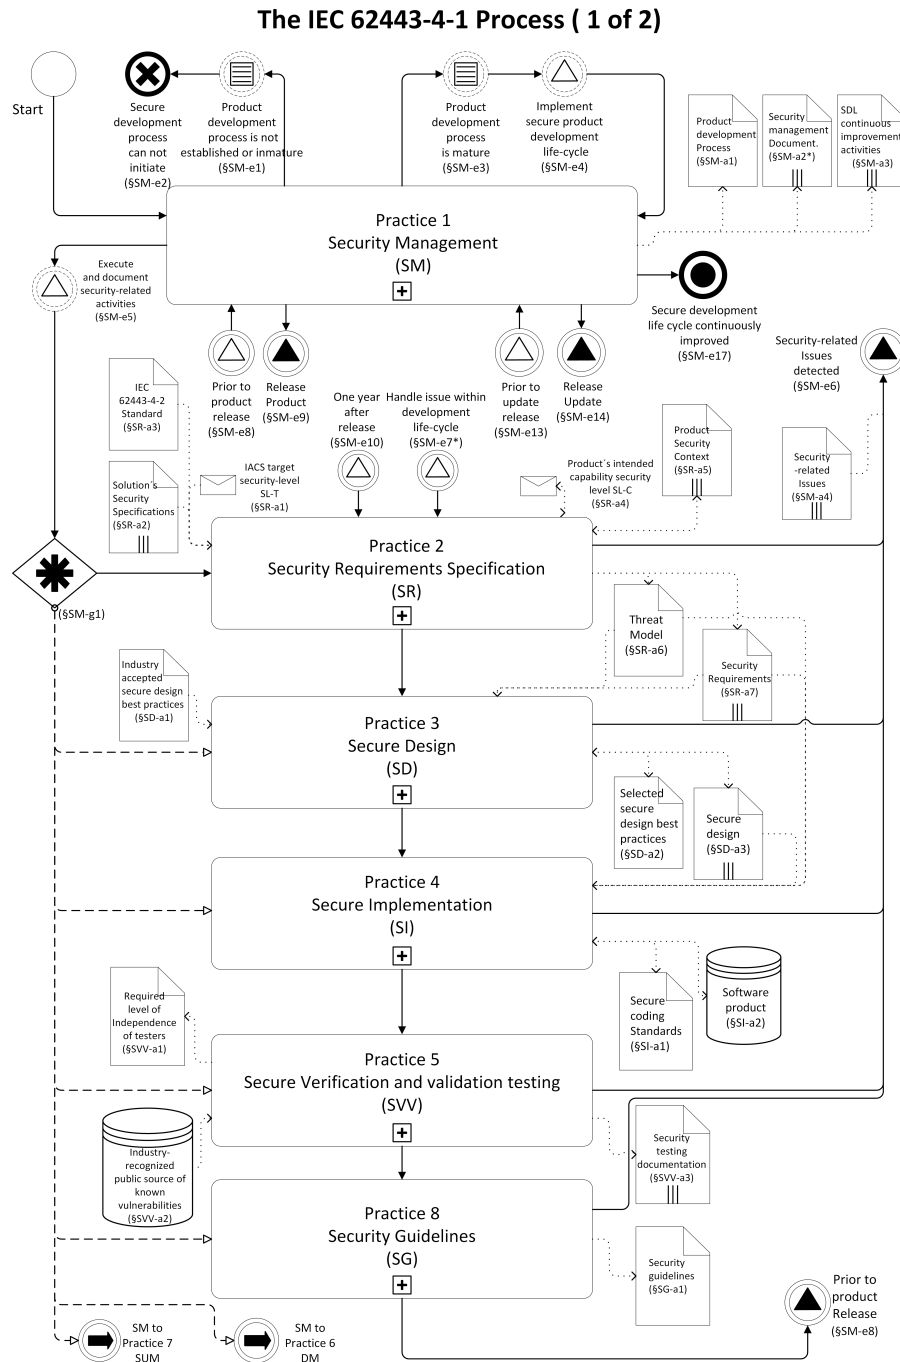 The IEC 62443-4-1 Process ( 1 of 2)
Start
Secure
development
process
can not
initiate
(§SM-e2)
Product
development
process is not
established or inmature
(§SM-e1)
Product
development
process
is mature
(§SM-e3)
Implement
secure product
development
life-cycle
(§SM-e4)
Product
development
Process
(§SM-a1)
Security
management
Document.
(§SM-a2*)
SDL
continuous
improvement
activities
(§SM-a3)
Practice 1
Security Management
(SM)
Execute
and document
security-related
activities
(§SM-e5)
Secure development
life cycle continuously
improved
(§SM-e17)
Security-related
Issues
detected
(§SM-e6)
Prior to
product
release
(§SM-e8)
Release
Product
(§SM-e9)
One year
after
release
(§SM-e10)
Handle issue within
development
life-cycle
(§SM-e7*)
Prior to
update
release
(§SM-e13)
Release
Update
(§SM-e14)
IEC
62443-4-2
Standard
(§SR-a3)
Solution´s
Security
Specifications
(§SR-a2)
IACS target
security-level
SL-T
(§SR-a1)
Product´s intended
capability security
level SL-C
(§SR-a4)
Product
Security
Context
(§SR-a5)
Security
-related
Issues
(§SM-a4)
Practice 2
Security Requirements Specification
(SR)
(§SM-g1)
Threat
Model
(§SR-a6)
Security
Requirements
(§SR-a7)
Industry
accepted
secure design
best practices
(§SD-a1)
Practice 3
Secure Design
(SD)
Selected
secure
design best
practices
(§SD-a2)
Secure
design
(§SD-a3)
Practice 4
Secure Implementation
(SI)
Secure
coding
Standards
(§SI-a1)
Software
product
(§SI-a2)
Required
level of
Independence
of testers
(§SVV-a1)
Practice 5
Secure Verification and validation testing
(SVV)
Industry-
recognized
public source of
known
vulnerabilities
(§SVV-a2)
Security
testing
documentation
(§SVV-a3)
Practice 8
Security Guidelines
(SG)
Security
guidelines
(§SG-a1)
Prior to
product
Release
(§SM-e8)
SM to
Practice 7
SUM
SM to
Practice 6
DM